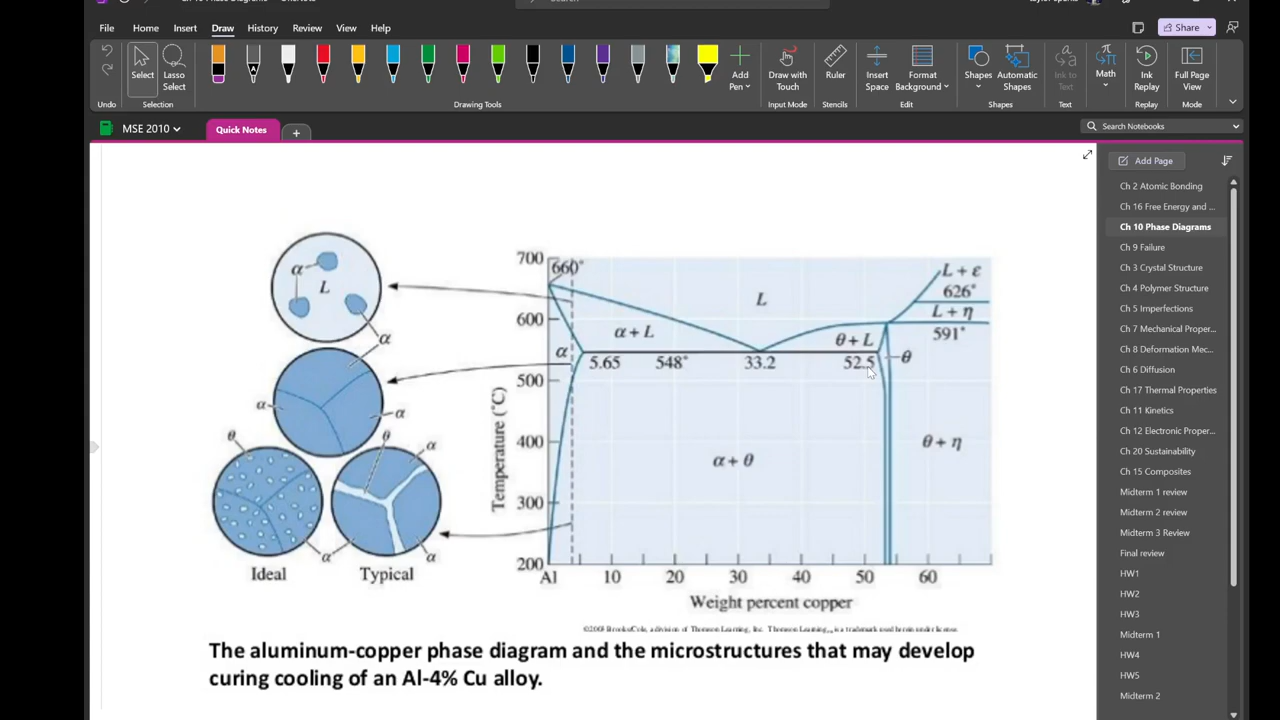 File Home Insert Draw History Review View Help Share
Undo
Select
Lasso Select
Selection
Drawing Tools
Add Pen
Draw with Touch
Input Mode
Ruler
Stencils
Insert Space
Format Background
Edit
Shapes
Automatic Shapes
Shapes
Ink to Text
Text
Math
Ink Replay
Replay
Full Page View
Mode
MSE 2010
Quick Notes
Search Notebooks
Add Page
Ch 2 Atomic Bonding
Ch 16 Free Energy and ...
Ch 10 Phase Diagrams
Ch 9 Failure
Ch 3 Crystal Structure
Ch 4 Polymer Structure
Ch 5 Imperfections
Ch 7 Mechanical Proper...
Ch 8 Deformation Mec...
Ch 6 Diffusion
Ch 17 Thermal Properties
Ch 11 Kinetics
Ch 12 Electronic Proper...
Ch 20 Sustainability
Ch 15 Composites
Midterm 1 review
Midterm 2 review
Midterm 3 Review
Final review
HW1
HW2
HW3
Midterm 1
HW4
HW5
Midterm 2
α
L
α
α
α
θ
θ
α
α
α
Ideal
Typical
Temperature (°C)
700
600
500
400
300
200
660°
L
L + ε
626°
L + η
591°
α + L
θ + L
α
θ
5.65 548° 33.2 52.5
α + θ
θ + η
Al 10 20 30 40 50 60
Weight percent copper
The aluminum-copper phase diagram and the microstructures that may develop
curing cooling of an Al-4% Cu alloy.